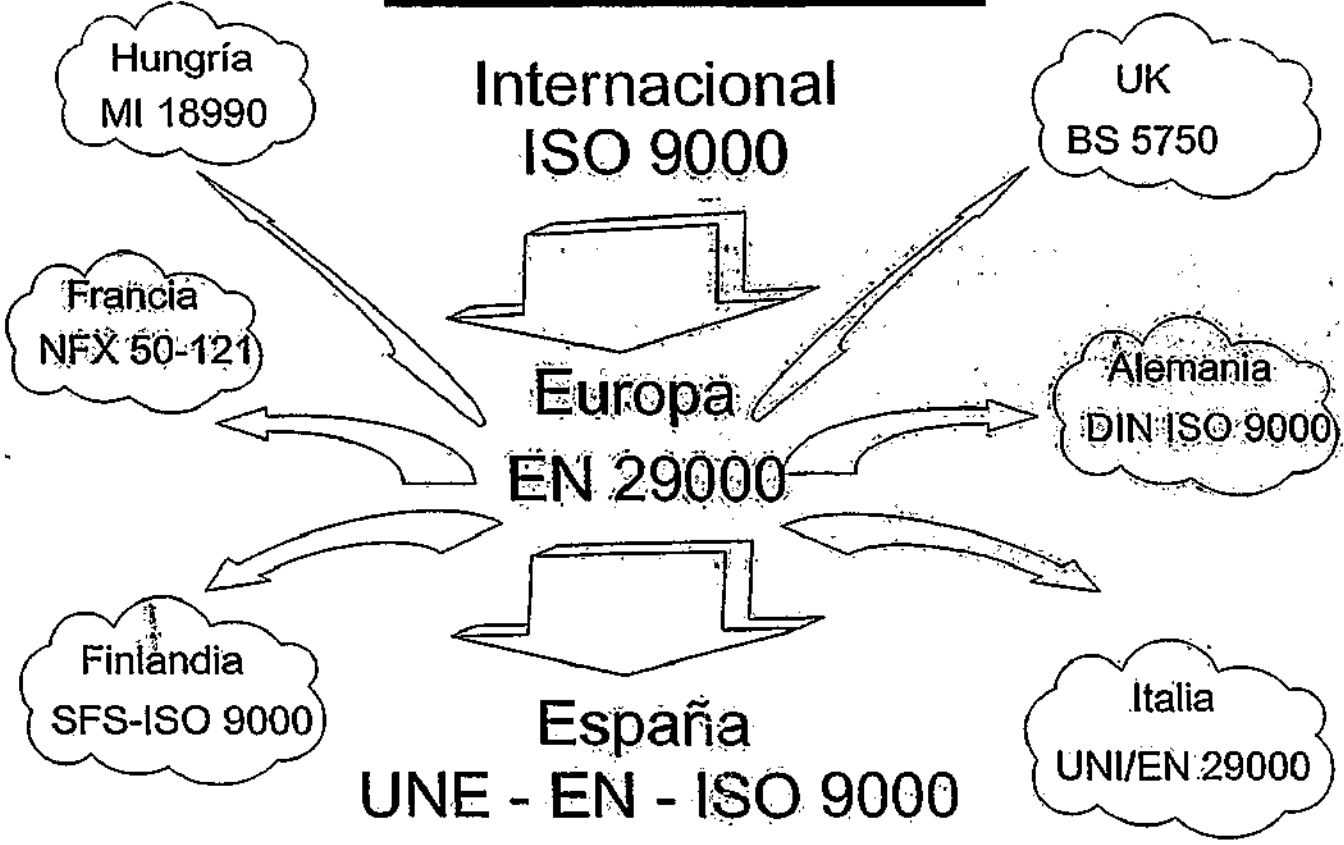 Hungría
MI 18990
Internacional
ISO 9000
UK
BS 5750
Francia
NFX 50-121
Europa
EN 29000
Alemania
DIN ISO 9000
Finlandia
SFS-ISO 9000
España
UNE - EN - ISO 9000
Italia
UNI/EN 29000